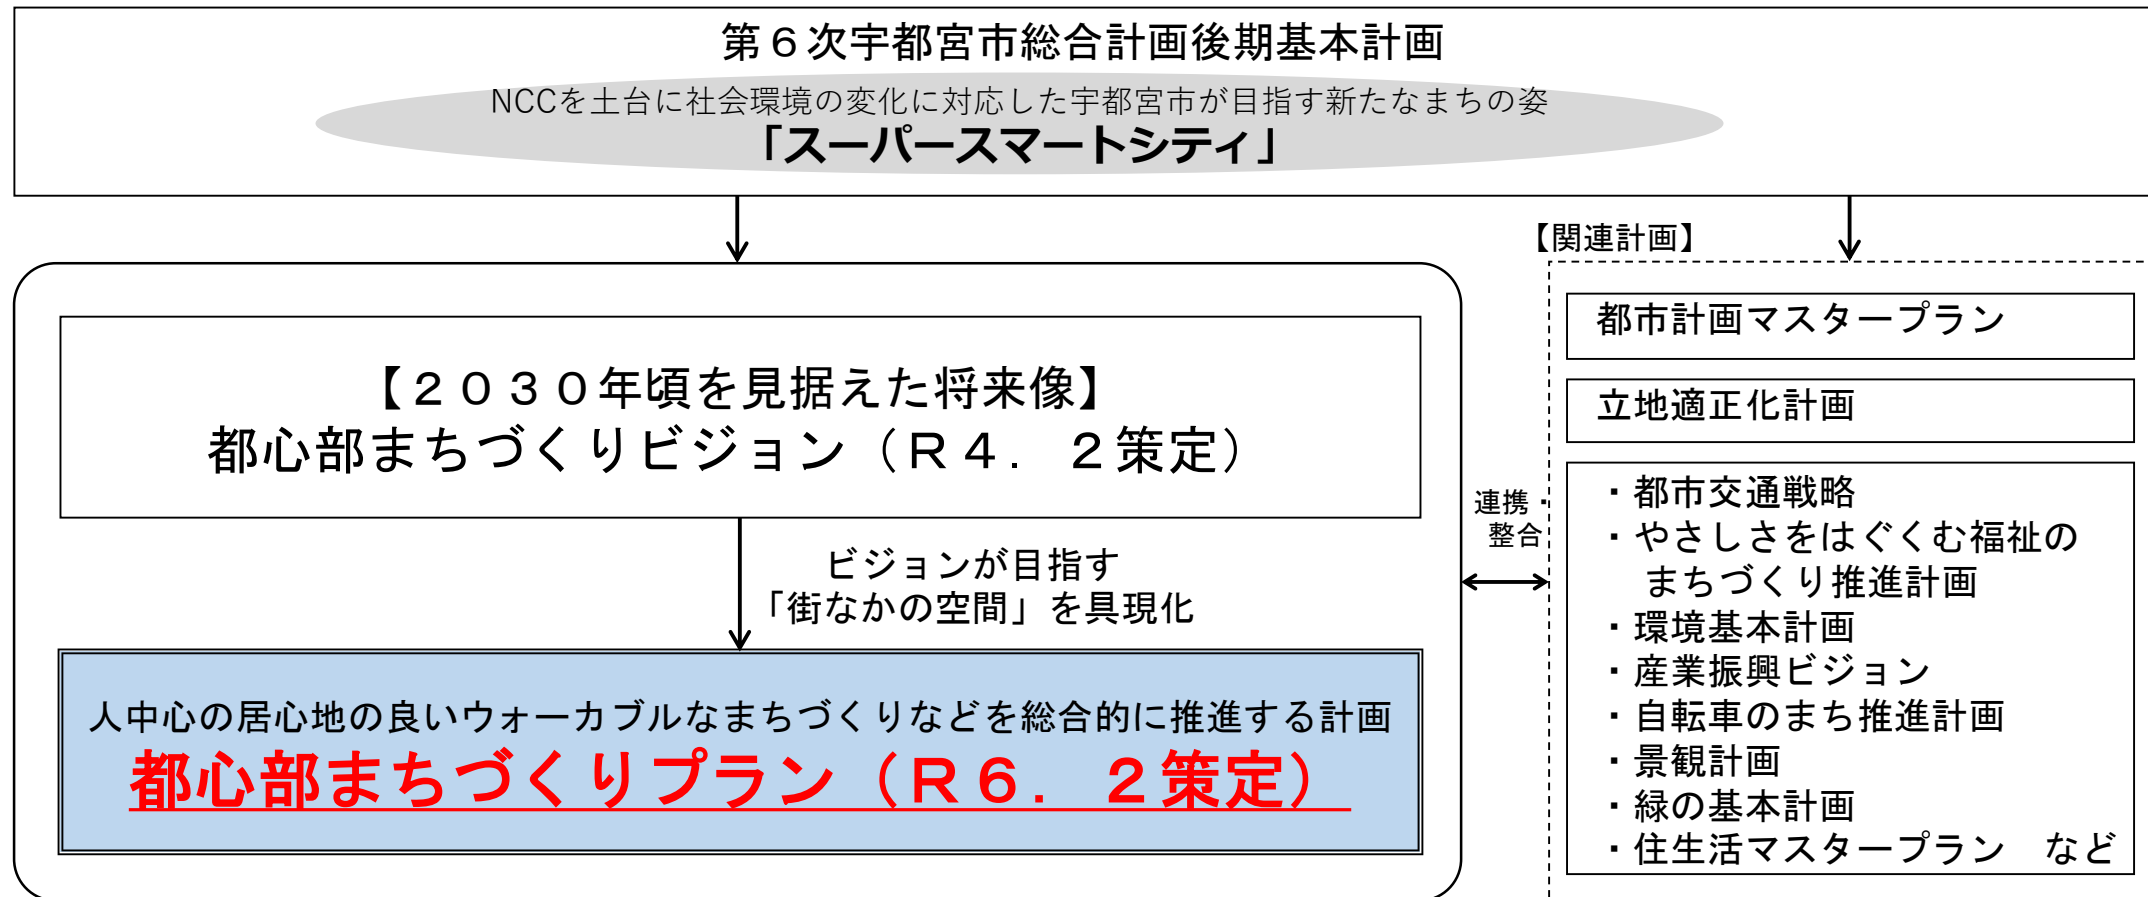 第６次宇都宮市総合計画後期基本計画
NCCを土台に社会環境の変化に対応した宇都宮市が目指す新たなまちの姿
「スーパースマートシティ」
【２０３０年頃を見据えた将来像】
都心部まちづくりビジョン（Ｒ４．２策定）
ビジョンが目指す
「街なかの空間」を具現化
人中心の居心地の良いウォーカブルなまちづくりなどを総合的に推進する計画
都心部まちづくりプラン（Ｒ６．２策定）
連携・
整合
【関連計画】
都市計画マスタープラン
立地適正化計画
・都市交通戦略
・やさしさをはぐくむ福祉の
まちづくり推進計画
・環境基本計画
・産業振興ビジョン
・自転車のまち推進計画
・景観計画
・緑の基本計画
・住生活マスタープラン　など